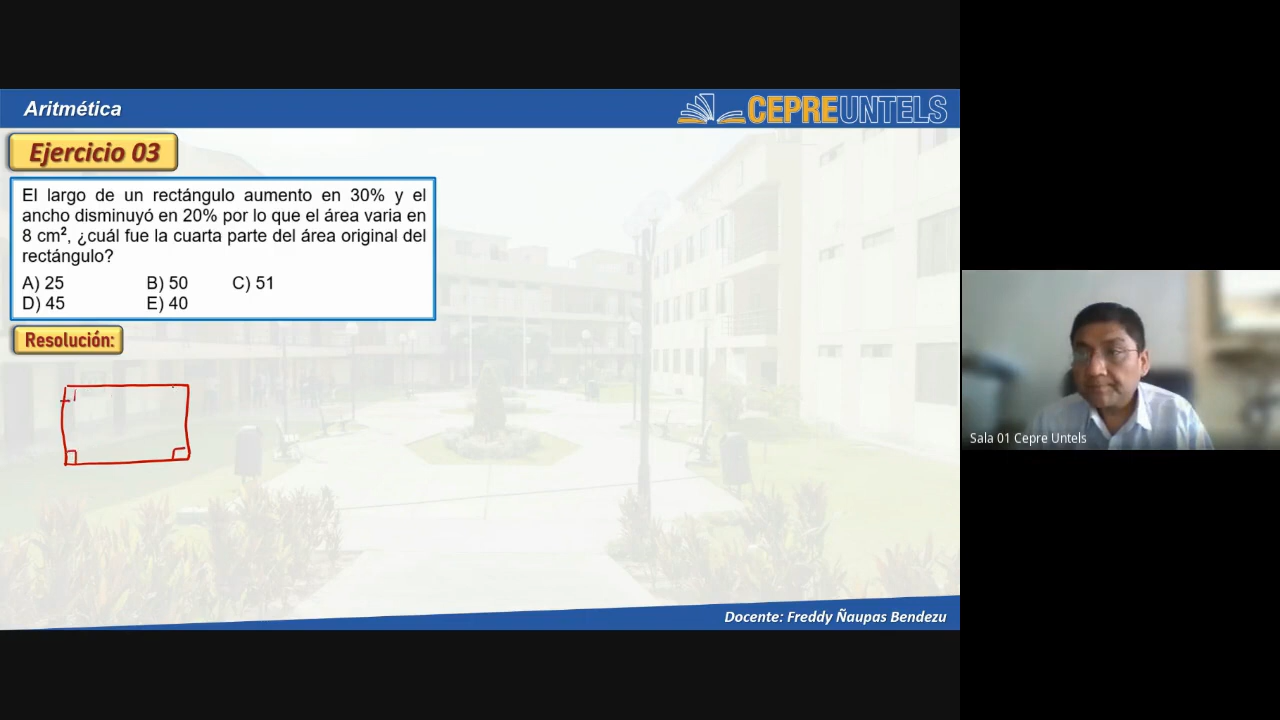 Aritmética
CEPREUNTELS
Ejercicio 03
El largo de un rectángulo aumento en 30% y el
ancho disminuyó en 20% por lo que el área varia en
8 cm², ¿cuál fue la cuarta parte del área original del
rectángulo?
A) 25 B) 50 C) 51
D) 45 E) 40
Resolución:
Sala 01 Cepre Untels
Docente: Freddy Ñaupas Bendezu